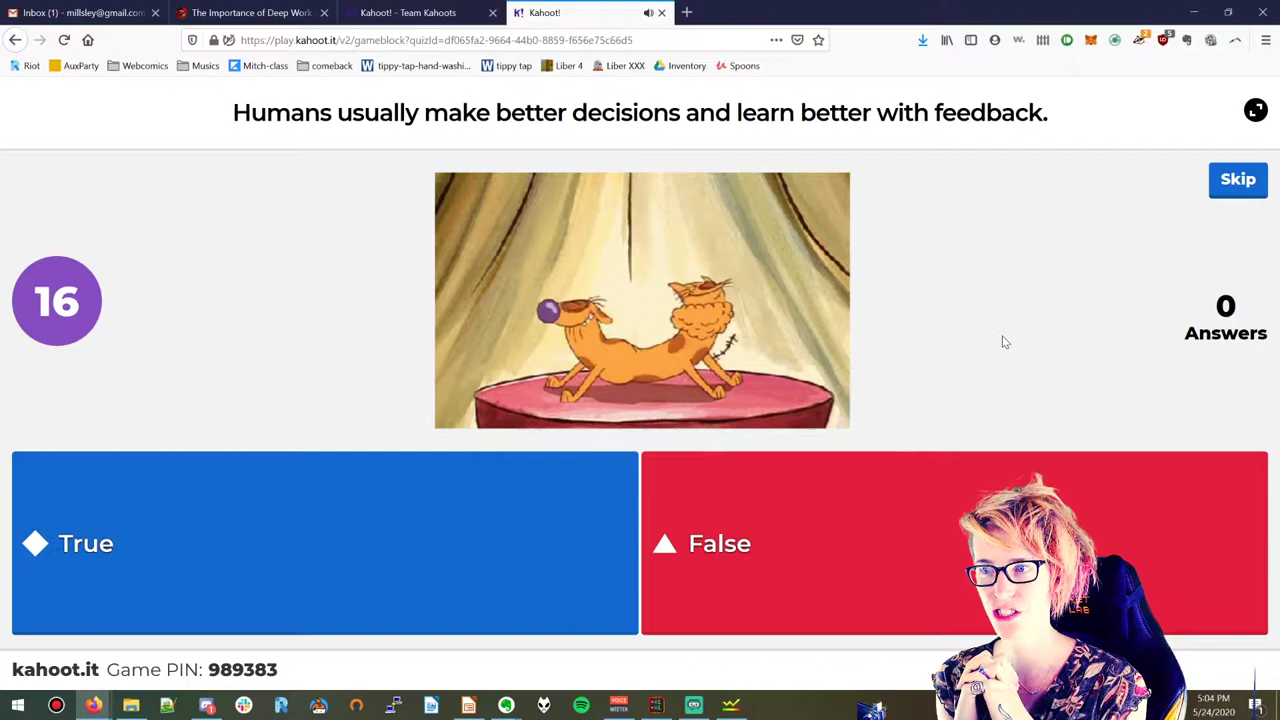 Inbox (1) - millsley@gmail.com
The Importance of Deep Work
Kahoot! - Team Kahoots
Kahoot!
https://play.kahoot.it/v2/gameblock?quizId=df065fa2-9664-44b0-8859-f656e75c66d5
Riot
AuxParty
Webcomics
Musics
Mitch-class
comeback
tippy-tap-hand-washi...
tippy tap
Liber 4
Liber XXX
Inventory
Spoons
Humans usually make better decisions and learn better with feedback.
Skip
16
0
Answers
True
False
kahoot.it Game PIN: 989383
5:04 PM
5/24/2020